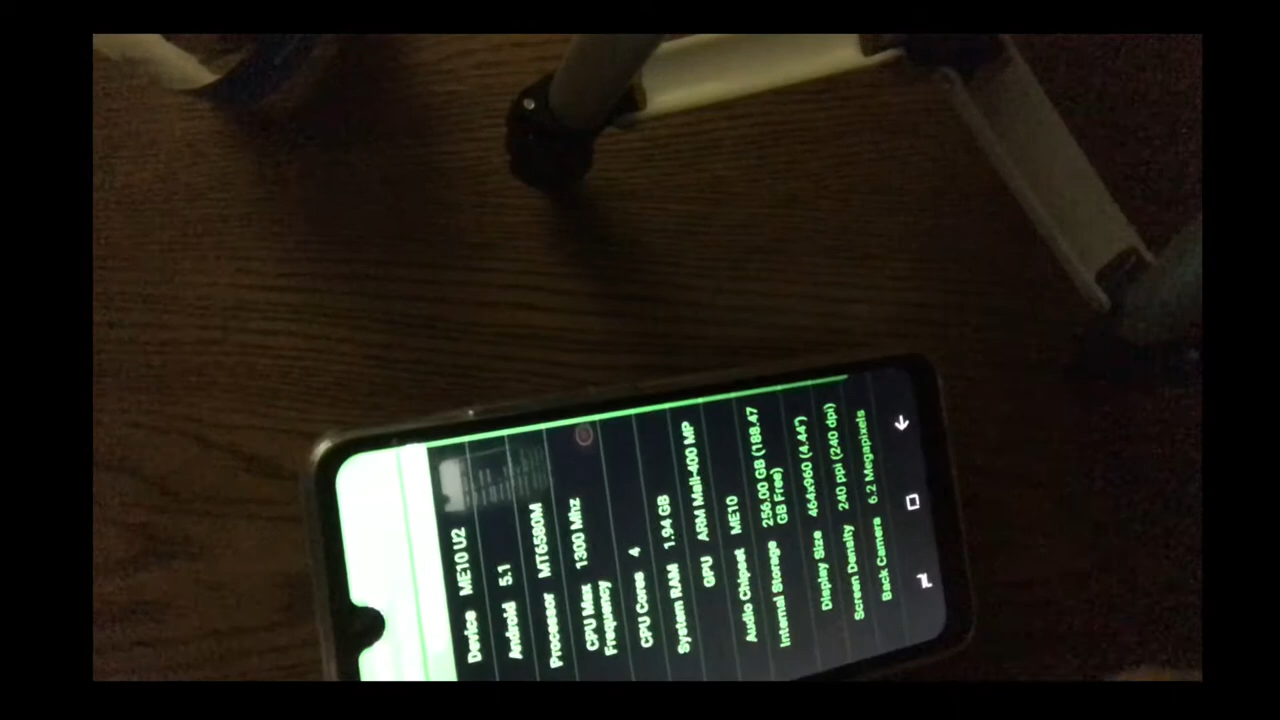 Device ME10 U2
Android 5.1
Processor MT6580M
CPU Max Frequency 1300 Mhz
CPU Cores 4
System RAM 1.94 GB
GPU ARM Mali-400 MP
Audio Chipset ME10
Internal Storage 256.00 GB (188.47 GB Free)
Display Size 464x960 (4.44")
Screen Density 240 ppi (240 dpi)
Back Camera 6.2 Megapixels